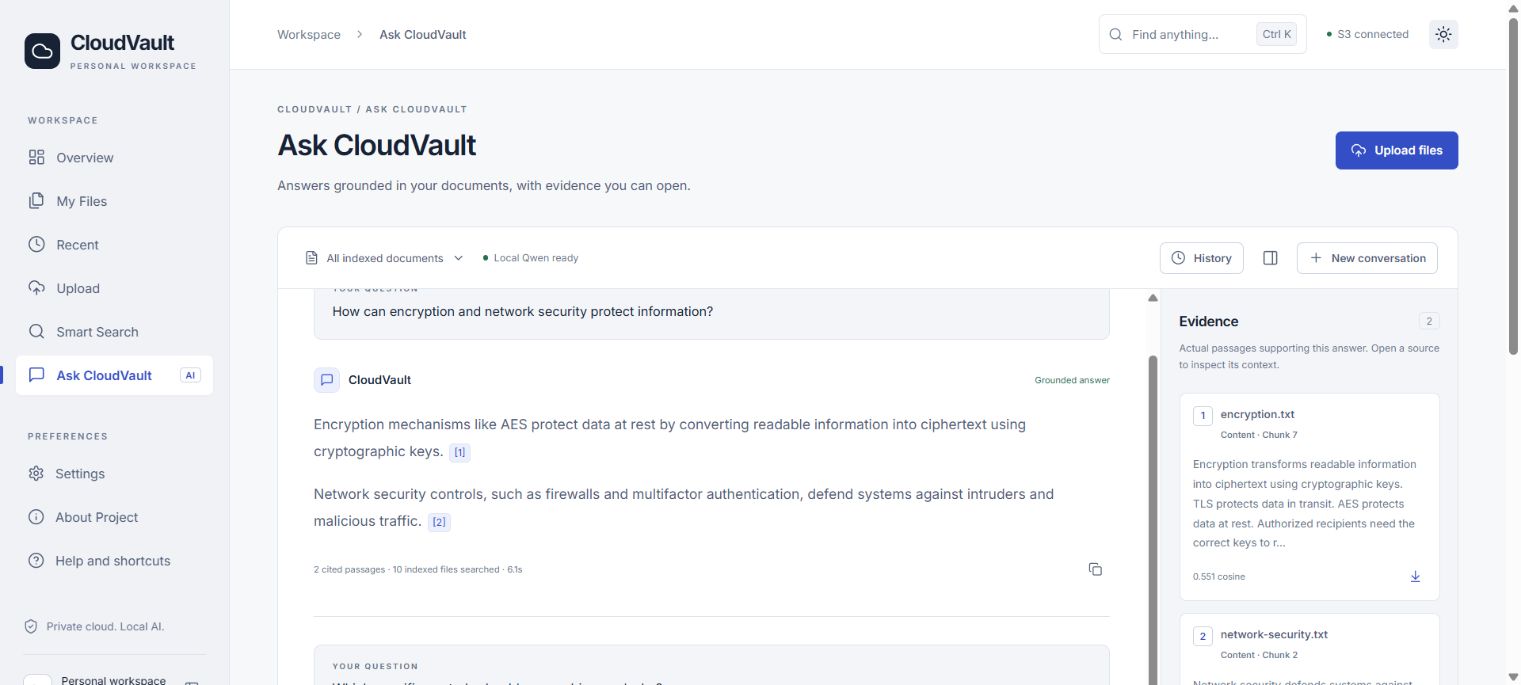 CloudVault
PERSONAL WORKSPACE
WORKSPACE
Overview
My Files
Recent
Upload
Smart Search
Ask CloudVault AI
PREFERENCES
Settings
About Project
Help and shortcuts
Private cloud. Local AI.
Personal workspace
Workspace > Ask CloudVault
Find anything... Ctrl K
S3 connected
CLOUDVAULT / ASK CLOUDVAULT
Ask CloudVault
Answers grounded in your documents, with evidence you can open.
Upload files
All indexed documents
Local Qwen ready
History
New conversation
YOUR QUESTION
How can encryption and network security protect information?
CloudVault
Grounded answer
Encryption mechanisms like AES protect data at rest by converting readable information into ciphertext using
cryptographic keys. [1]
Network security controls, such as firewalls and multifactor authentication, defend systems against intruders and
malicious traffic. [2]
2 cited passages · 10 indexed files searched · 6.1s
YOUR QUESTION
Evidence 2
Actual passages supporting this answer. Open a source
to inspect its context.
1 encryption.txt
Content · Chunk 7
Encryption transforms readable information
into ciphertext using cryptographic keys.
TLS protects data in transit. AES protects
data at rest. Authorized recipients need the
correct keys to r...
0.551 cosine
2 network-security.txt
Content · Chunk 2
Network security defends systems against